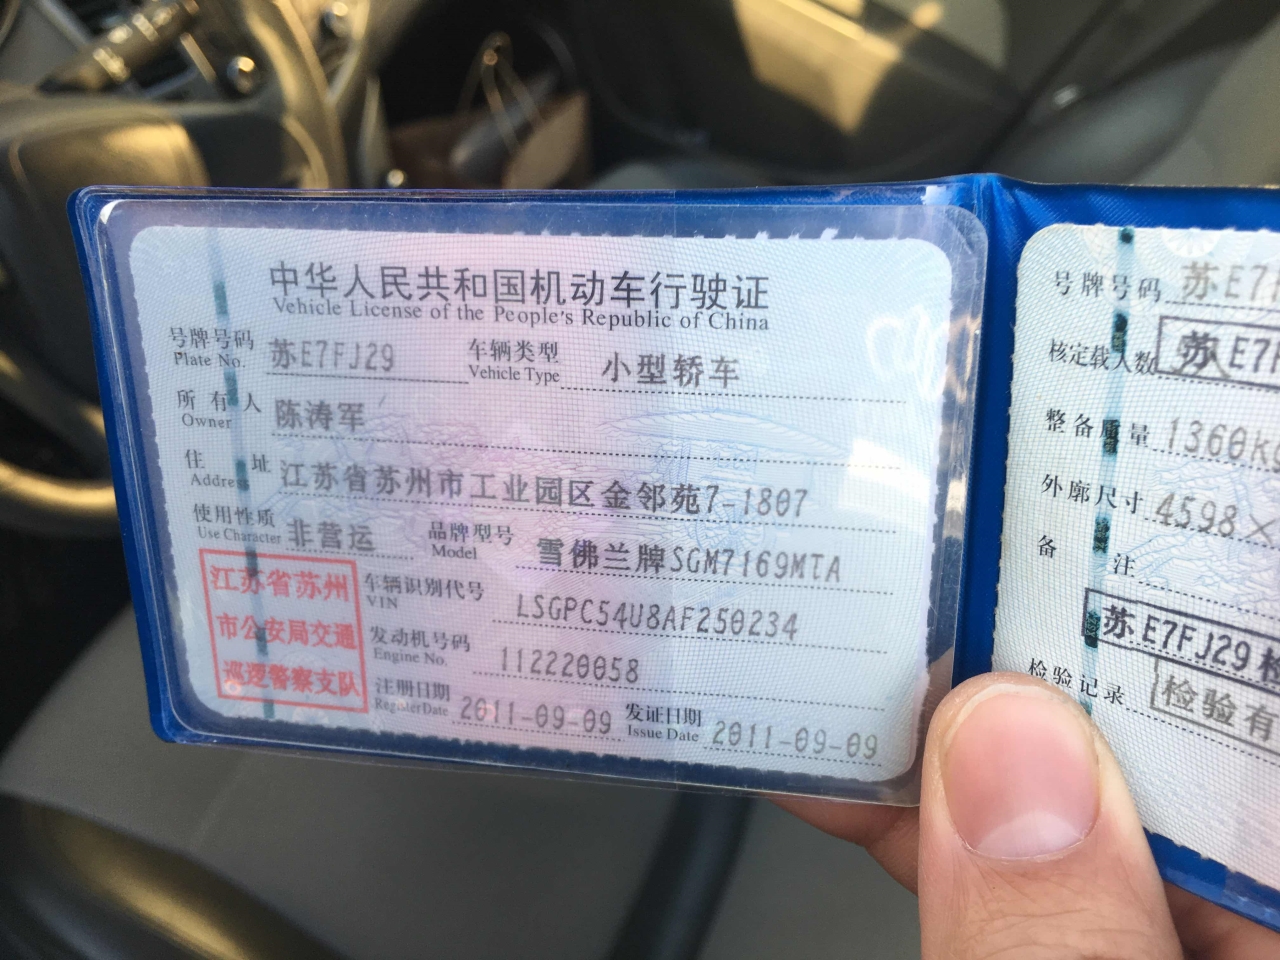 中华人民共和国机动车行驶证
Vehicle License of the People's Republic of China
号牌号码 苏E7FJ29 车辆类型 小型轿车
Plate No. Vehicle Type
所有人 陈涛军
Owner
住址 江苏省苏州市工业园区金邻苑7-1807
Address
使用性质 非营运 品牌型号 雪佛兰牌SGM7169MTA
Use Character Model
车辆识别代号 LSGPC54U8AF250234
VIN
发动机号码 112220058
Engine No.
注册日期 2011-09-09 发证日期 2011-09-09
Register Date Issue Date
江苏省苏州
市公安局交通
巡逻警察支队
号牌号码 苏E7
核定载人数 苏E7
整备质量 1360K
外廓尺寸 4598×
备注
苏E7FJ29检
检验记录 检验有